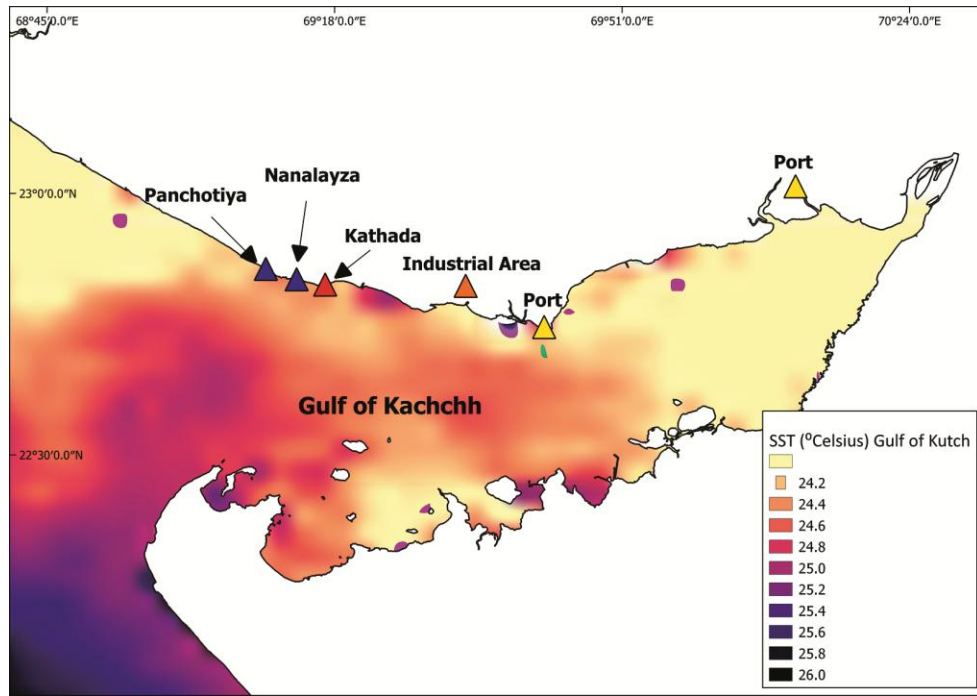 68°45'0.0"E
69°18'0.0"E
69°51'0.0"E
70°24'0.0"E
Port
Nanalayza
23°0'0.0"N
Panchotiya
Kathada
Industrial Area
Port
Gulf of Kachchh
SST (⁰Celsius) Gulf of Kutch
22°30'0.0"N
24.2
24.4
24.6
24.8
25.0
25.2
25.4
25.6
25.8
26.0